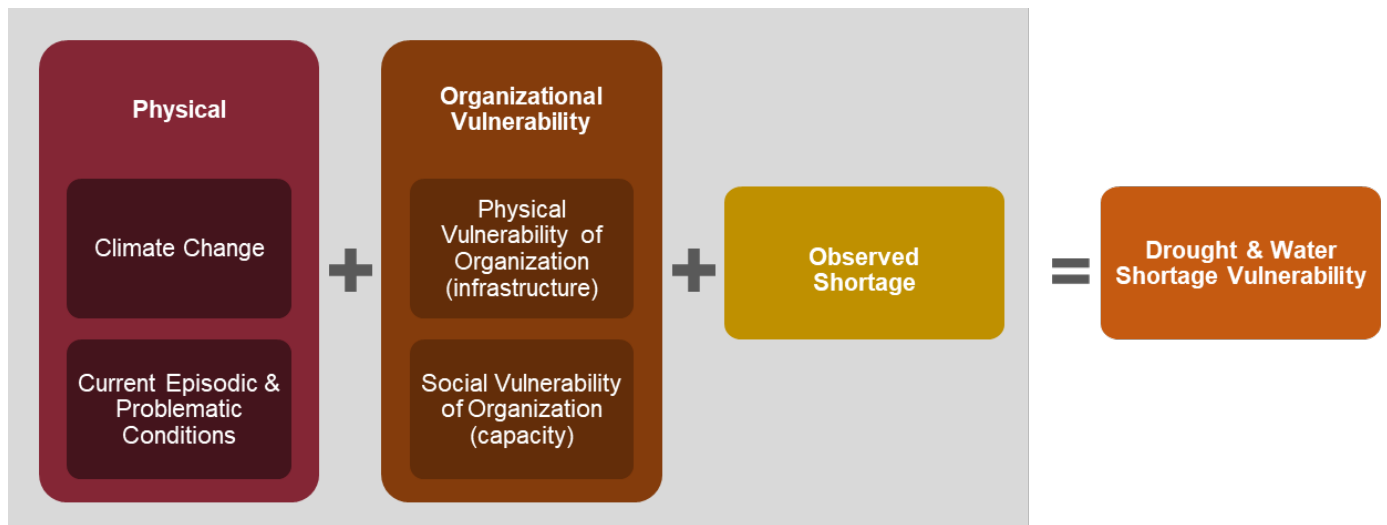 Physical
Climate Change
Current Episodic &
Problematic
Conditions
+
Organizational
Vulnerability
Physical
Vulnerability of
Organization
(infrastructure)
Social Vulnerability
of Organization
(capacity)
+
Observed
Shortage
=
Drought & Water
Shortage Vulnerability